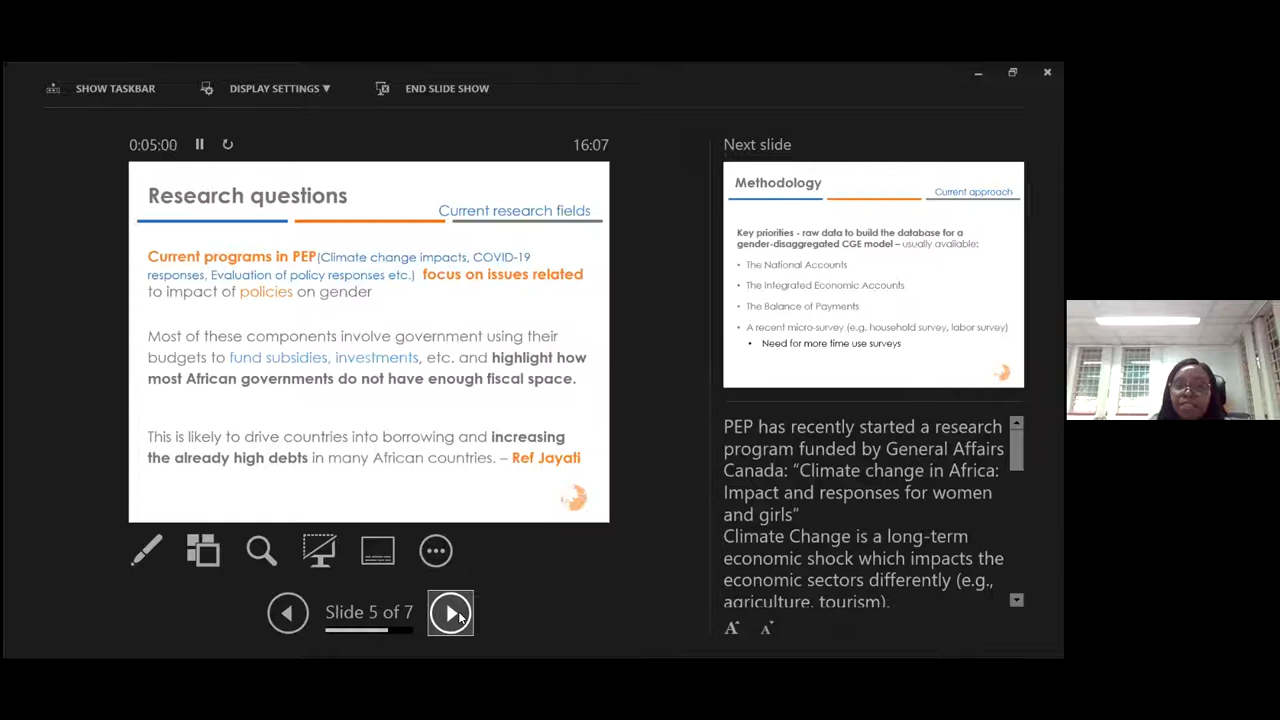 SHOW TASKBAR
DISPLAY SETTINGS ▼
END SLIDE SHOW
0:05:00
16:07
Research questions
Current research fields
Current programs in PEP(Climate change impacts, COVID-19
responses, Evaluation of policy responses etc.) focus on issues related
to impact of policies on gender
Most of these components involve government using their
budgets to fund subsidies, investments, etc. and highlight how
most African governments do not have enough fiscal space.
This is likely to drive countries into borrowing and increasing
the already high debts in many African countries. – Ref Jayati
Slide 5 of 7
Next slide
Methodology
Current approach
Key priorities - raw data to build the database for a
gender-disaggregated CGE model – usually available:
• The National Accounts
• The Integrated Economic Accounts
• The Balance of Payments
• A recent micro-survey (e.g. household survey, labor survey)
• Need for more time use surveys
PEP has recently started a research
program funded by General Affairs
Canada: “Climate change in Africa:
Impact and responses for women
and girls“
Climate Change is a long-term
economic shock which impacts the
economic sectors differently (e.g.,
agriculture, tourism).
A A